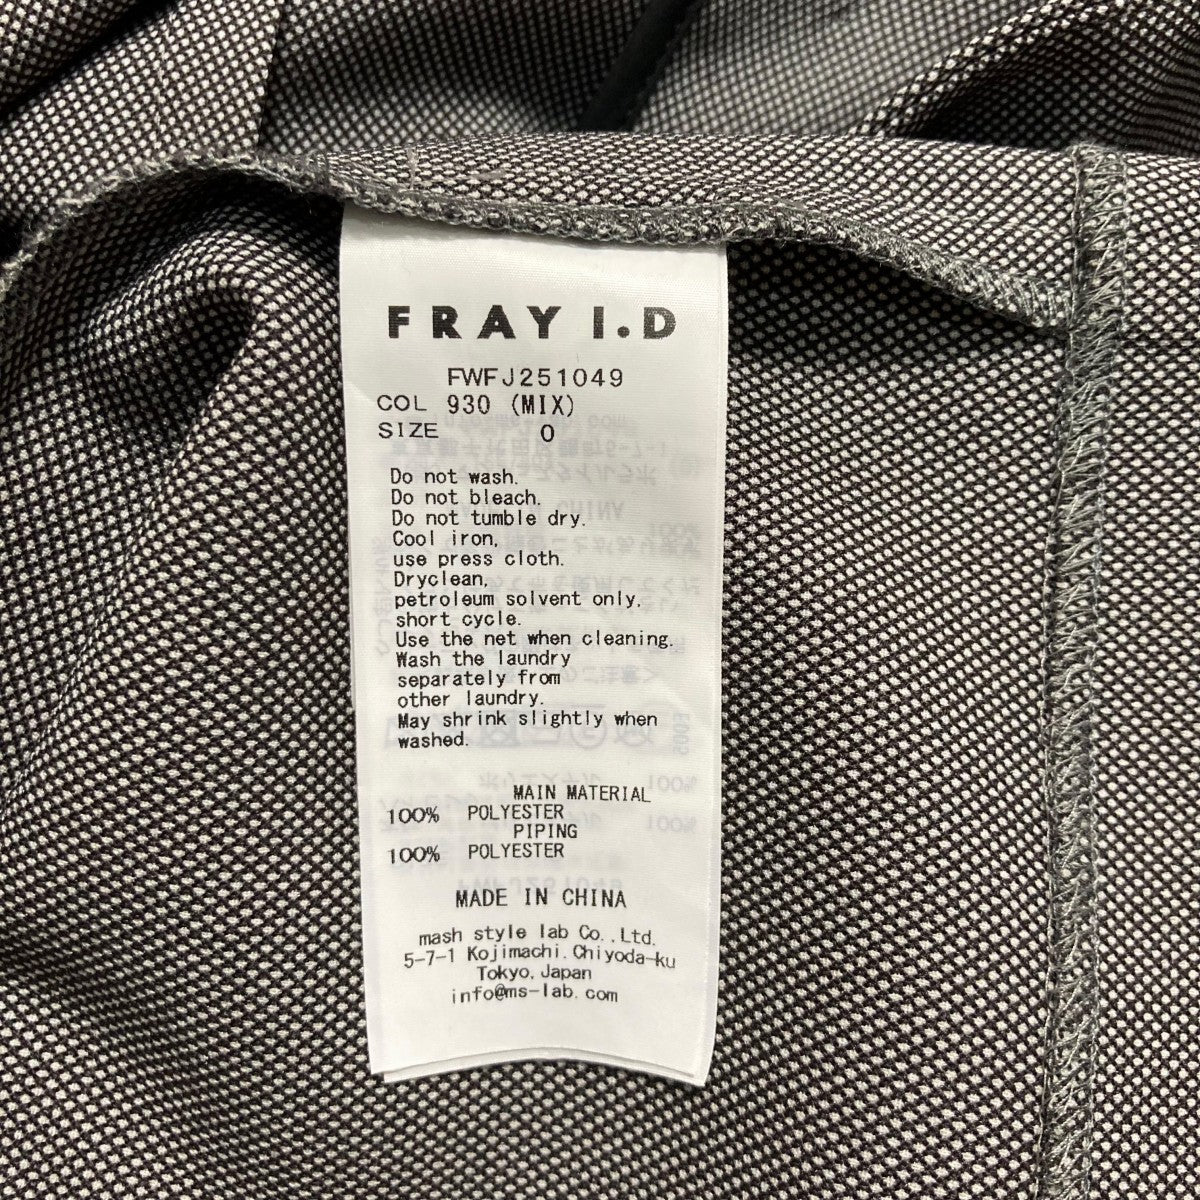 FRAY I.D
FWFJ251049
COL 930 (MIX)
SIZE 0
Do not wash.
Do not bleach.
Do not tumble dry.
Cool iron,
use press cloth.
Dryclean,
petroleum solvent only,
short cycle.
Use the net when cleaning.
Wash the laundry
separately from
other laundry.
May shrink slightly when
washed.
MAIN MATERIAL
100% POLYESTER
PIPING
100% POLYESTER
MADE IN CHINA
mash style lab Co.,Ltd.
5-7-1 Kojimachi.Chiyoda-ku
Tokyo, Japan
info@ms-lab.com